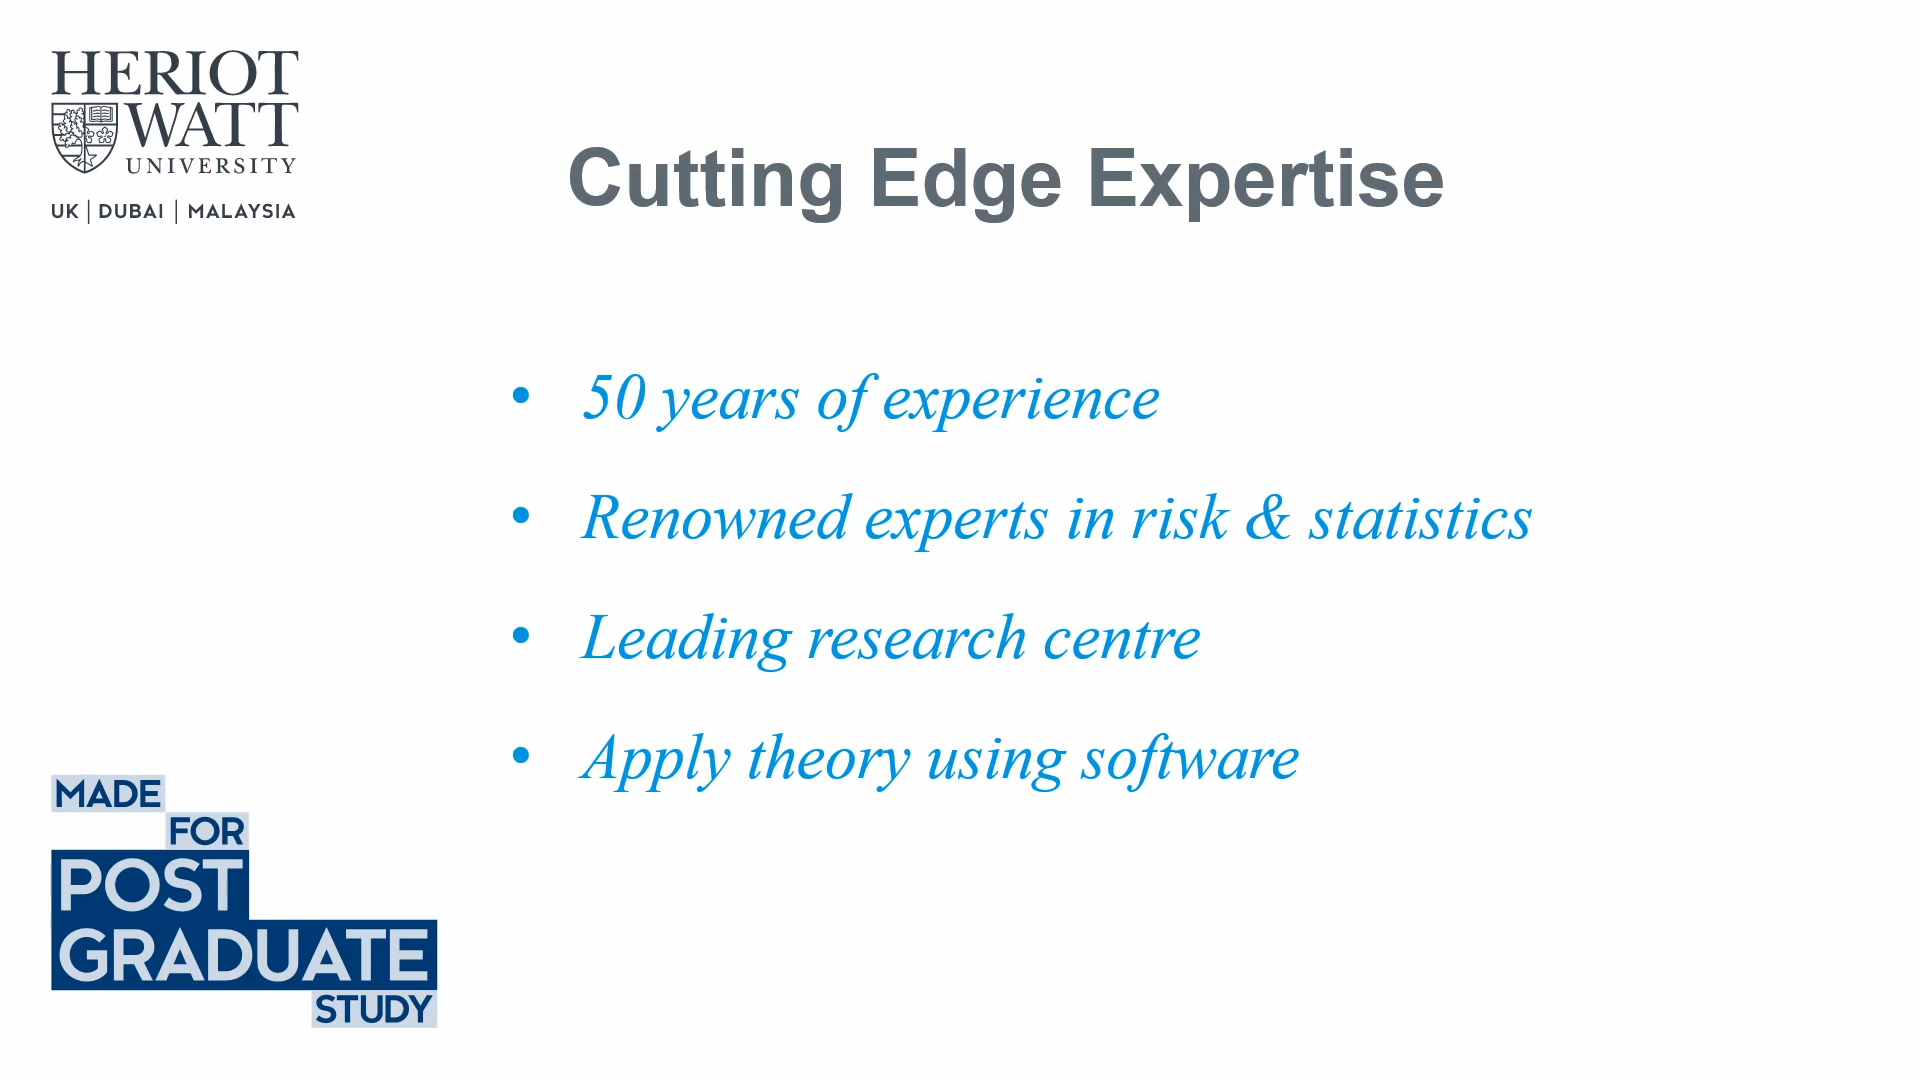 HERIOT
WATT
UNIVERSITY
UK | DUBAI | MALAYSIA
Cutting Edge Expertise
• 50 years of experience
• Renowned experts in risk & statistics
• Leading research centre
• Apply theory using software
MADE
FOR
POST
GRADUATE
STUDY